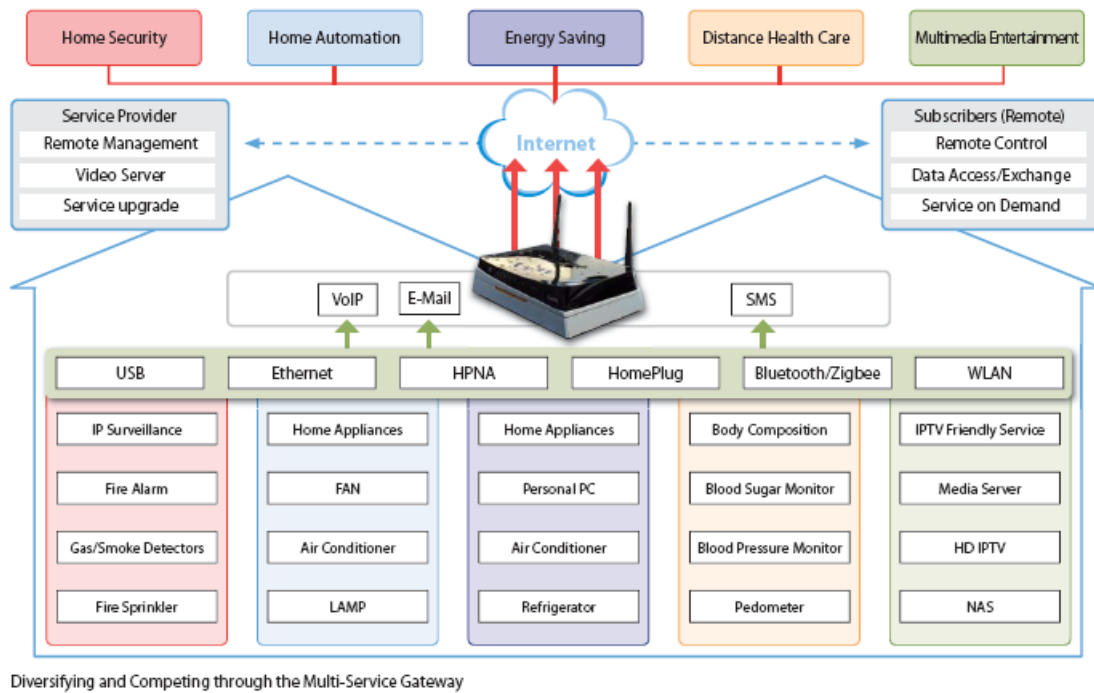 Home Security
Home Automation
Energy Saving
Distance Health Care
Multimedia Entertainment
Service Provider
Remote Management
Video Server
Service upgrade
Internet
Subscribers (Remote)
Remote Control
Data Access/Exchange
Service on Demand
VoIP
E-Mail
SMS
USB
Ethernet
HPNA
HomePlug
Bluetooth/Zigbee
WLAN
IP Surveillance
Fire Alarm
Gas/Smoke Detectors
Fire Sprinkler
Home Appliances
FAN
Air Conditioner
LAMP
Home Appliances
Personal PC
Air Conditioner
Refrigerator
Body Composition
Blood Sugar Monitor
Blood Pressure Monitor
Pedometer
IPTV Friendly Service
Media Server
HD IPTV
NAS
Diversifying and Competing through the Multi-Service Gateway